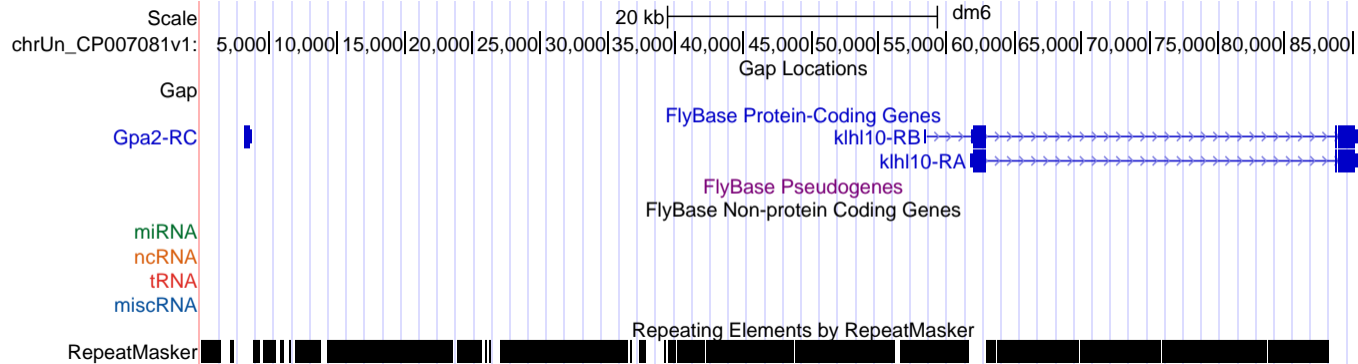 Scale 20 kb dm6
chrUn_CP007081v1: 5,000 10,000 15,000 20,000 25,000 30,000 35,000 40,000 45,000 50,000 55,000 60,000 65,000 70,000 75,000 80,000 85,000
Gap Locations
Gap
FlyBase Protein-Coding Genes
Gpa2-RC klhl10-RB
klhl10-RA
FlyBase Pseudogenes
FlyBase Non-protein Coding Genes
miRNA
ncRNA
tRNA
miscRNA
Repeating Elements by RepeatMasker
RepeatMasker